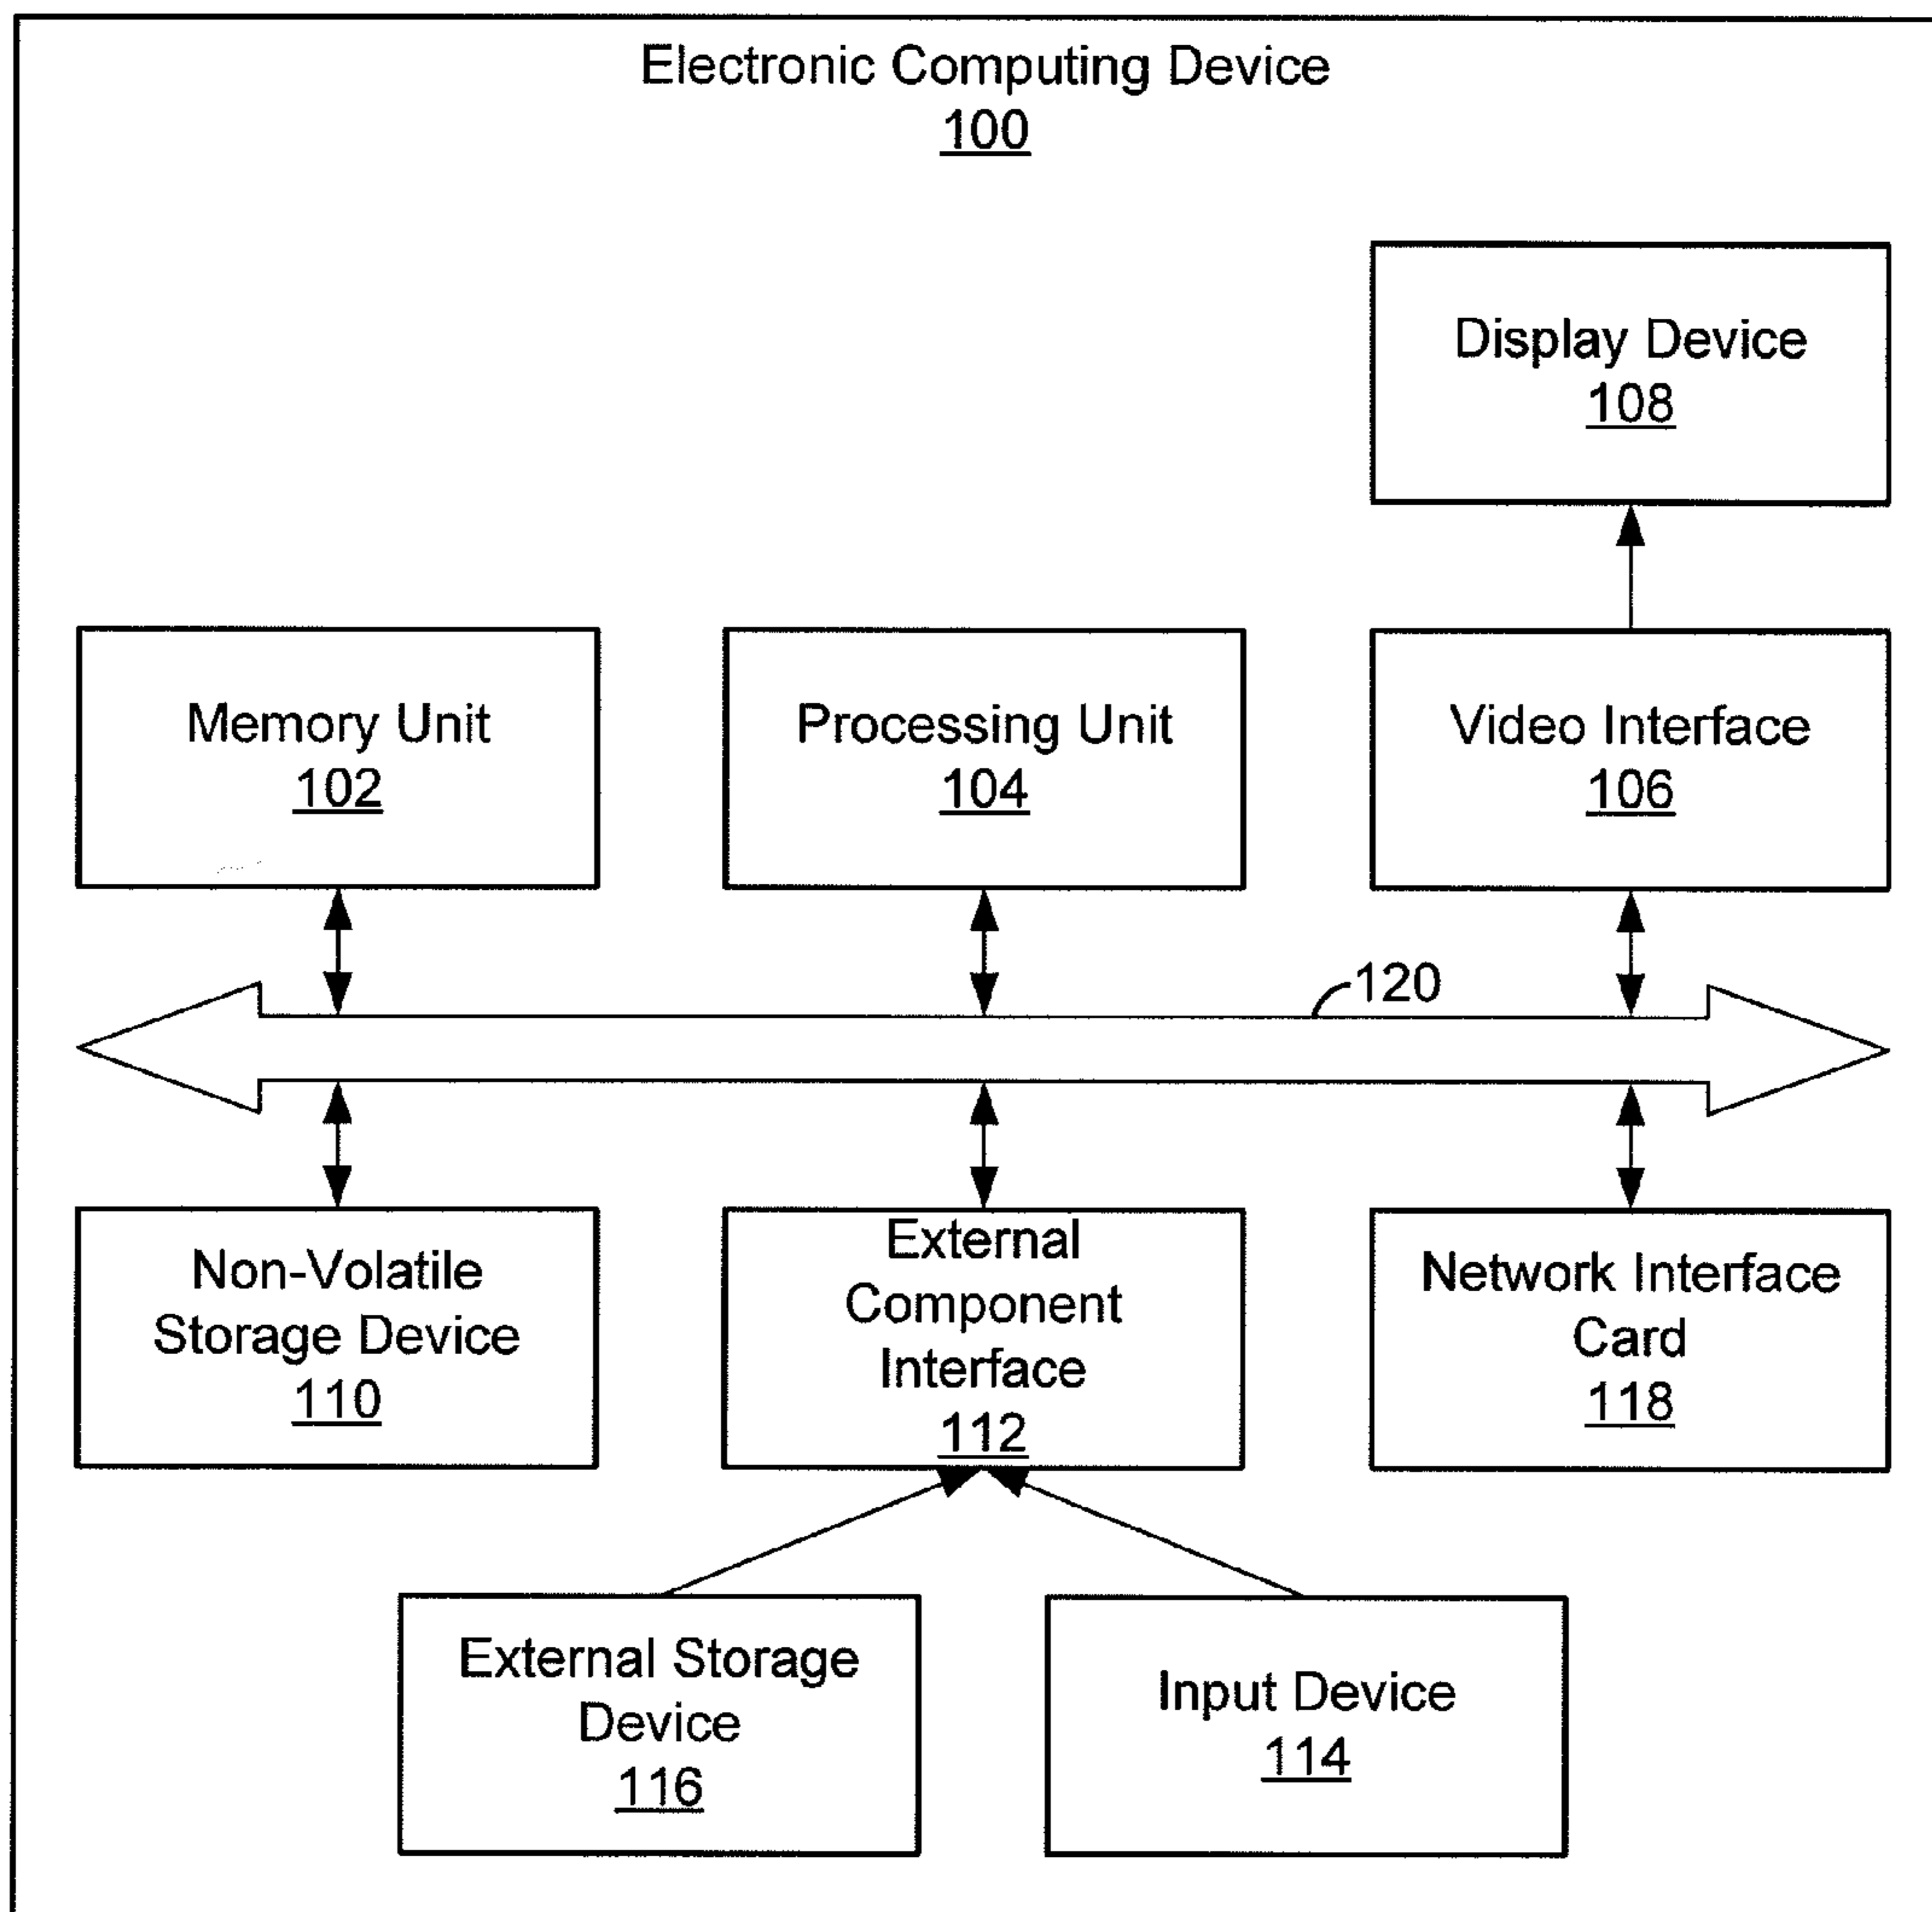 Electronic Computing Device
100
Display Device
108
Memory Unit
102
Processing Unit
104
Video Interface
106
120
Non-Volatile
Storage Device
110
External
Component
Interface
112
Network Interface
Card
118
External Storage
Device
116
Input Device
114